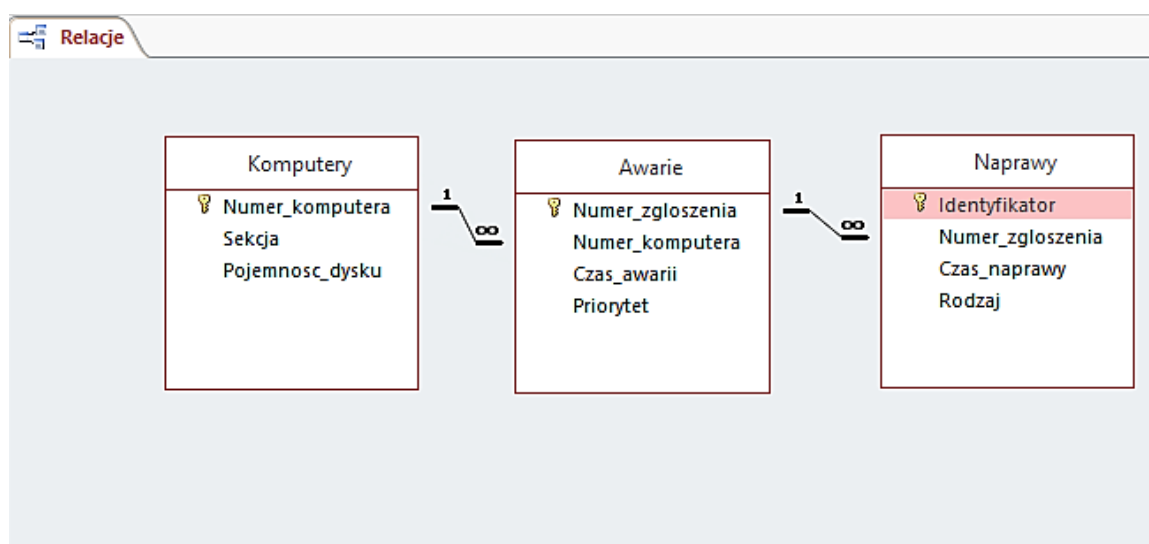 Relacje
Komputery
Numer_komputera
Sekcja
Pojemnosc_dysku
1
∞
Awarie
Numer_zgloszenia
Numer_komputera
Czas_awarii
Priorytet
1
∞
Naprawy
Identyfikator
Numer_zgloszenia
Czas_naprawy
Rodzaj